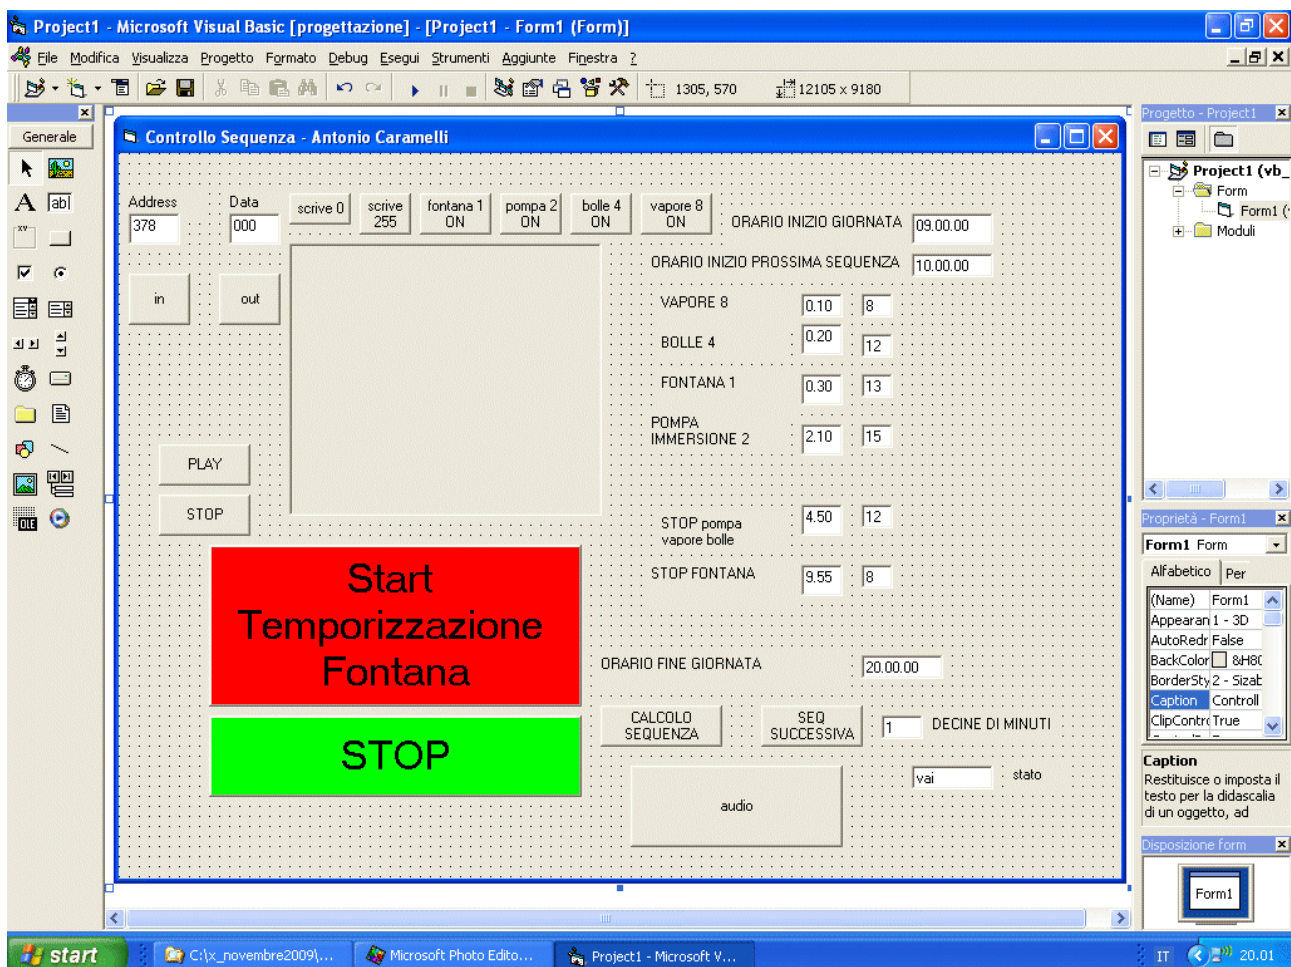 Project1 - Microsoft Visual Basic [progettazione] - [Project1 - Form1 (Form)]
File Modifica Visualizza Progetto Formato Debug Esegui Strumenti Aggiunte Finestra ?
1305, 570 12105 x 9180
Generale
Controllo Sequenza - Antonio Caramelli
Address
378
Data
000
scrive 0
scrive 255
fontana 1 ON
pompa 2 ON
bolle 4 ON
vapore 8 ON
ORARIO INIZIO GIORNATA 09.00.00
ORARIO INIZIO PROSSIMA SEQUENZA 10.00.00
in
out
VAPORE 8 0.10 8
BOLLE 4 0.20 12
FONTANA 1 0.30 13
POMPA
IMMERSIONE 2 2.10 15
PLAY
STOP
STOP pompa 4.50 12
vapore bolle
STOP FONTANA 9.55 8
Start
Temporizzazione
Fontana
STOP
ORARIO FINE GIORNATA 20.00.00
CALCOLO
SEQUENZA
SEQ
SUCCESSIVA
1 DECINE DI MINUTI
vai stato
audio
Progetto - Project1
Project1 (vb_
Form
Form1 (
Moduli
Proprietà - Form1
Form1 Form
Alfabetico Per
(Name) Form1
Appearan 1 - 3D
AutoRedr False
BackColor &H80
BorderSty 2 - Sizab
Caption Controll
ClipContro True
Caption
Restituisce o imposta il
testo per la didascalia
di un oggetto, ad
Disposizione form
Form1
start
C:\x_novembre2009\...
Microsoft Photo Edito...
Project1 - Microsoft V...
IT 20.01